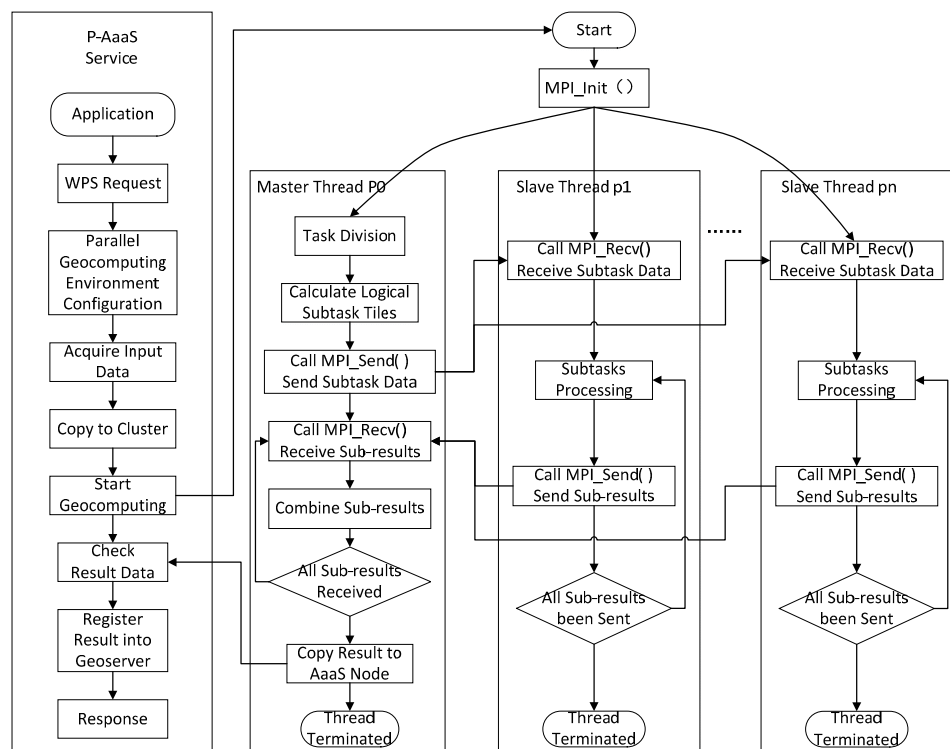 P-AaaS
Service
Application
WPS Request
Parallel
Geocomputing
Environment
Configuration
Acquire Input
Data
Copy to Cluster
Start
Geocomputing
Check
Result Data
Register
Result into
Geoserver
Response
Start
MPI_Init（）
Master Thread P0
Task Division
Calculate Logical
Subtask Tiles
Call MPI_Send( )
Send Subtask Data
Call MPI_Recv()
Receive Sub-results
Combine Sub-results
All Sub-results
Received
Copy Result to
AaaS Node
Thread
Terminated
Slave Thread p1
Call MPI_Recv()
Receive Subtask Data
Subtasks
Processing
Call MPI_Send( )
Send Sub-results
All Sub-results
been Sent
Thread
Terminated
......
Slave Thread pn
Call MPI_Recv()
Receive Subtask Data
Subtasks
Processing
Call MPI_Send( )
Send Sub-results
All Sub-results
been Sent
Thread
Terminated